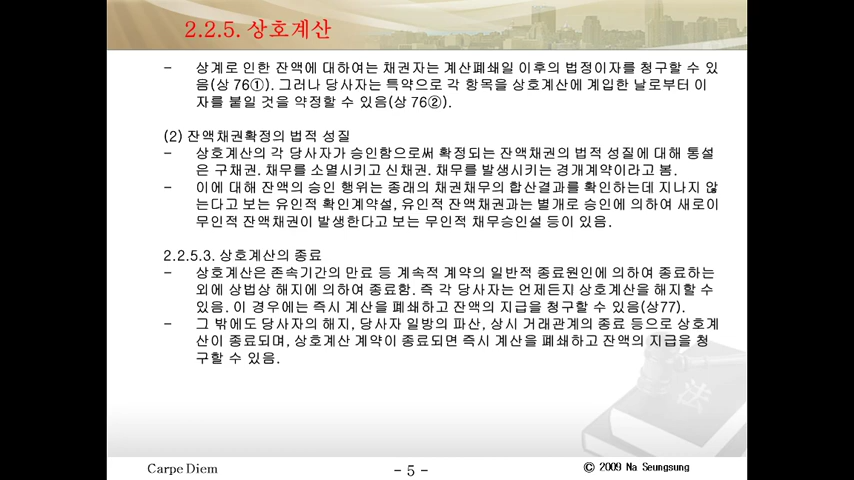 2.2.5. 상호계산
- 상계로 인한 잔액에 대하여는 채권자는 계산폐쇄일 이후의 법정이자를 청구할 수 있
음(상 76①). 그러나 당사자는 특약으로 각 항목을 상호계산에 계입한 날로부터 이
자를 붙일 것을 약정할 수 있음(상 76②).
(2) 잔액채권확정의 법적 성질
- 상호계산의 각 당사자가 승인함으로써 확정되는 잔액채권의 법적 성질에 대해 통설
은 구채권. 채무를 소멸시키고 신채권. 채무를 발생시키는 경개계약이라고 봄.
- 이에 대해 잔액의 승인 행위는 종래의 채권채무의 합산결과를 확인하는데 지나지 않
는다고 보는 유인적 확인계약설, 유인적 잔액채권과는 별개로 승인에 의하여 새로이
무인적 잔액채권이 발생한다고 보는 무인적 채무승인설 등이 있음.
2.2.5.3. 상호계산의 종료
- 상호계산은 존속기간의 만료 등 계속적 계약의 일반적 종료원인에 의하여 종료하는
외에 상법상 해지에 의하여 종료함. 즉 각 당사자는 언제든지 상호계산을 해지할 수
있음. 이 경우에는 즉시 계산을 폐쇄하고 잔액의 지급을 청구할 수 있음(상77).
- 그 밖에도 당사자의 해지, 당사자 일방의 파산, 상시 거래관계의 종료 등으로 상호계
산이 종료되며, 상호계산 계약이 종료되면 즉시 계산을 폐쇄하고 잔액의 지급을 청
구할 수 있음.
法
Carpe Diem
- 5 -
© 2009 Na Seungsung